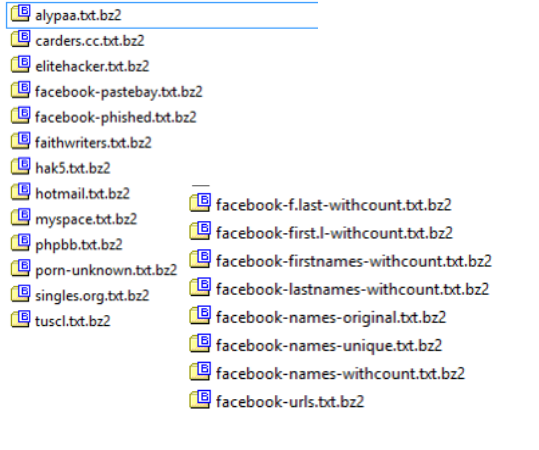 alypaa.txt.bz2
carders.cc.txt.bz2
elitehacker.txt.bz2
facebook-pastebay.txt.bz2
facebook-phished.txt.bz2
faithwriters.txt.bz2
hak5.txt.bz2
hotmail.txt.bz2
myspace.txt.bz2
phpbb.txt.bz2
porn-unknown.txt.bz2
singles.org.txt.bz2
tuscl.txt.bz2
facebook-f.last-withcount.txt.bz2
facebook-first.l-withcount.txt.bz2
facebook-firstnames-withcount.txt.bz2
facebook-lastnames-withcount.txt.bz2
facebook-names-original.txt.bz2
facebook-names-unique.txt.bz2
facebook-names-withcount.txt.bz2
facebook-urls.txt.bz2